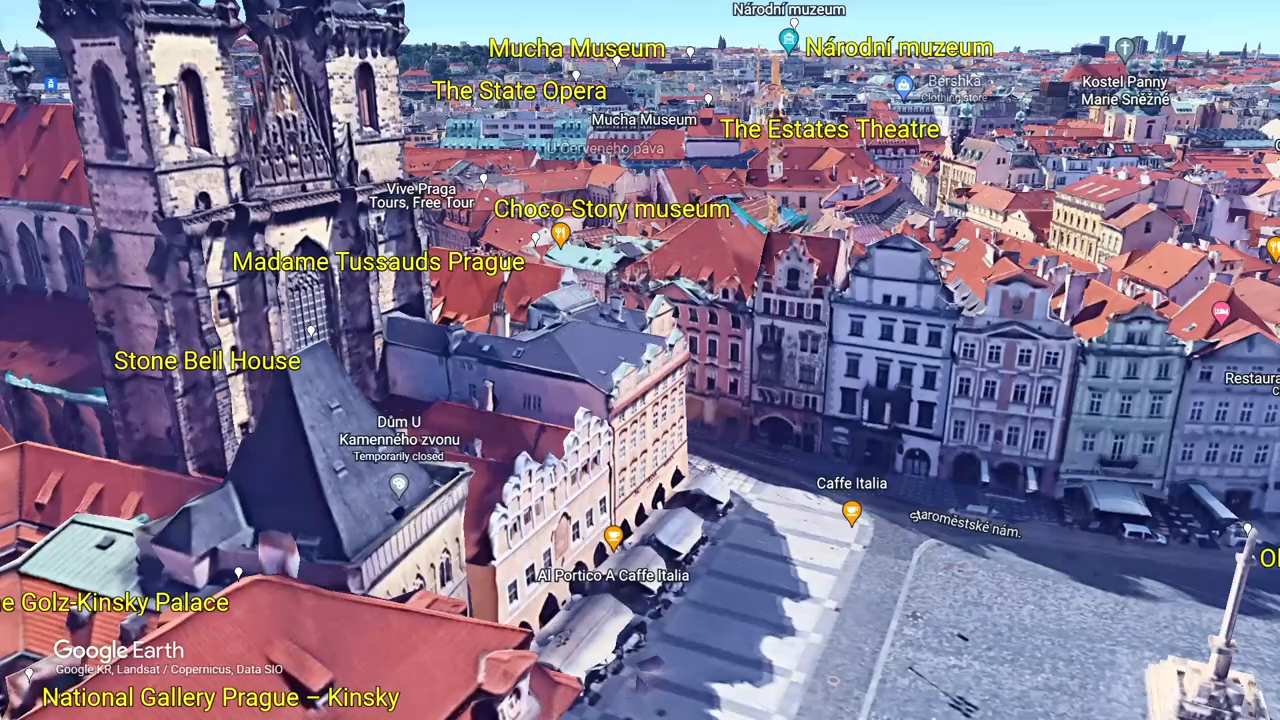 Národní muzeum
Mucha Museum
Národní muzeum
The State Opera
Bershka
Clothing store
Kostel Panny
Marie Sněžné
Mucha Museum
The Estates Theatre
U Červeného páva
Vive Praga
Tours, Free Tour
Choco-Story museum
Madame Tussauds Prague
Stone Bell House
Restaura
Dům U
Kamenného zvonu
Temporarily closed
Caffe Italia
Staroměstské nám.
Ol
Al Portico A Caffe Italia
e Golz-Kinsky Palace
Google Earth
Google KR, Landsat / Copernicus, Data SIO
National Gallery Prague – Kinsky